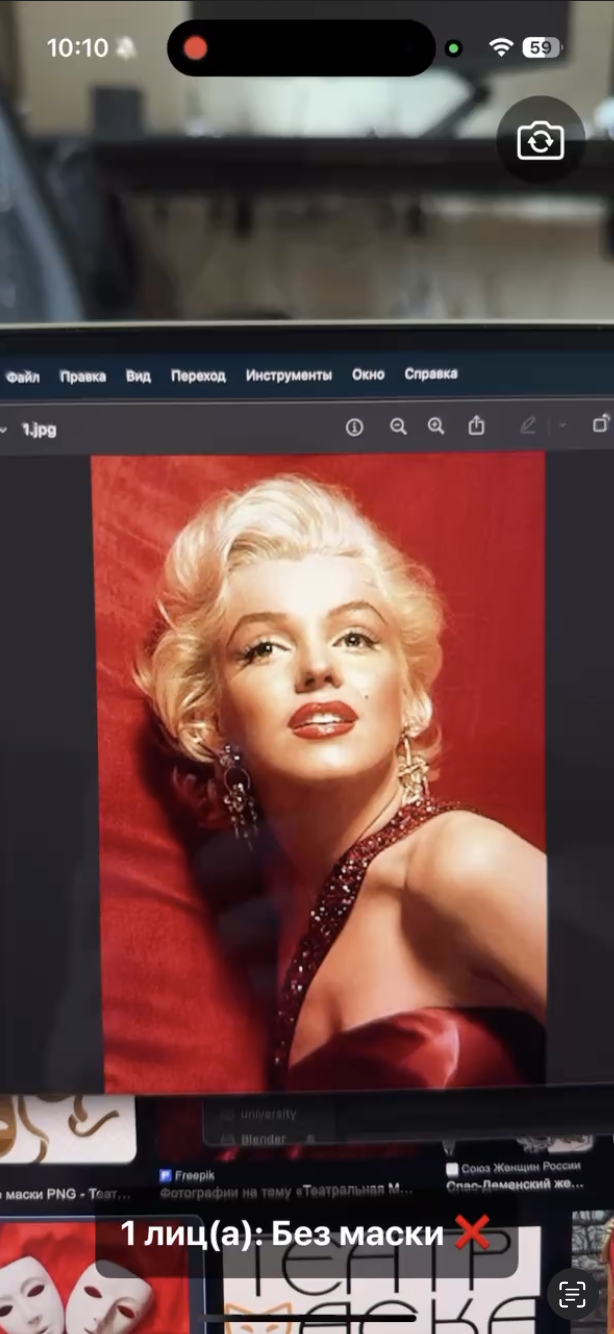 10:10
59
Файл Правка Вид Переход Инструменты Окно Справка
1.jpg
university
Blender
Freepik
Союз Женщин России
маски PNG - Теат...
Фотографии на тему «Театральная М...
Спас-Деменский же...
1 лиц(а): Без маски ❌
ТЕАТР